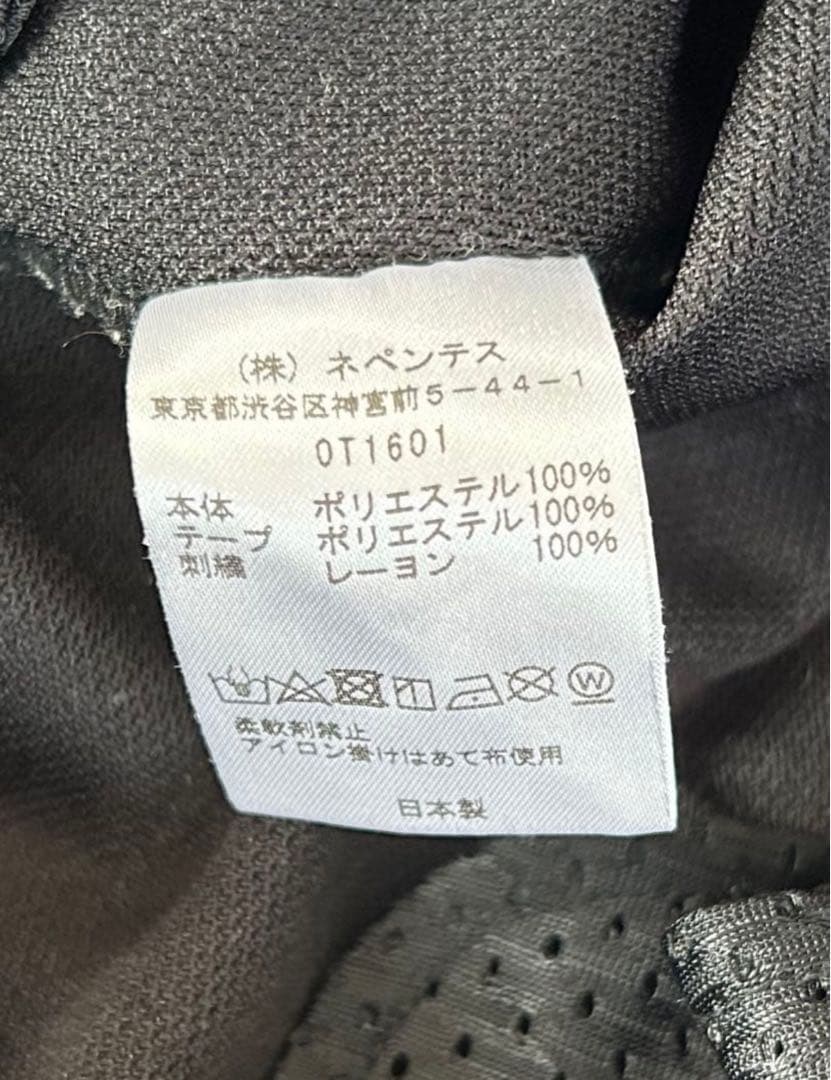 (株) ネペンテス
東京都渋谷区神宮前5-44-1
OT1601
本体 ポリエステル100%
テープ ポリエステル100%
刺繍 レーヨン 100%
W
柔軟剤禁止
アイロン掛けはあて布使用
日本製